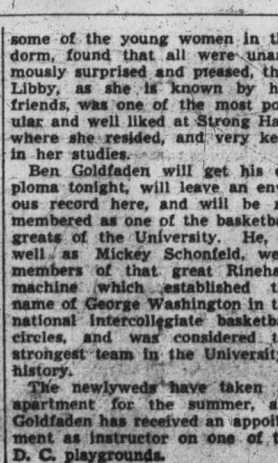 some of the young women in t
dorm, found that all were unan
mously surprised and pleased, th
Libby, as she is known by h
friends, was one of the most po
ular and well liked at Strong Ha
where she resided, and very ke
in her studies.
Ben Goldfaden will get his
ploma tonight, will leave an en
ous record here, and will be
membered as one of the basketb
greats of the University. He,
well as Mickey Schonfeld, we
members of that great Rineha
machine which established t
name of George Washington in t
national intercollegiate basketb
circles, and was considered t
strongest team in the University
history.
The newlyweds have taken
apartment for the summer, a
Goldfaden has received an appoi
ment as instructor on one of t
D. C. playgrounds.